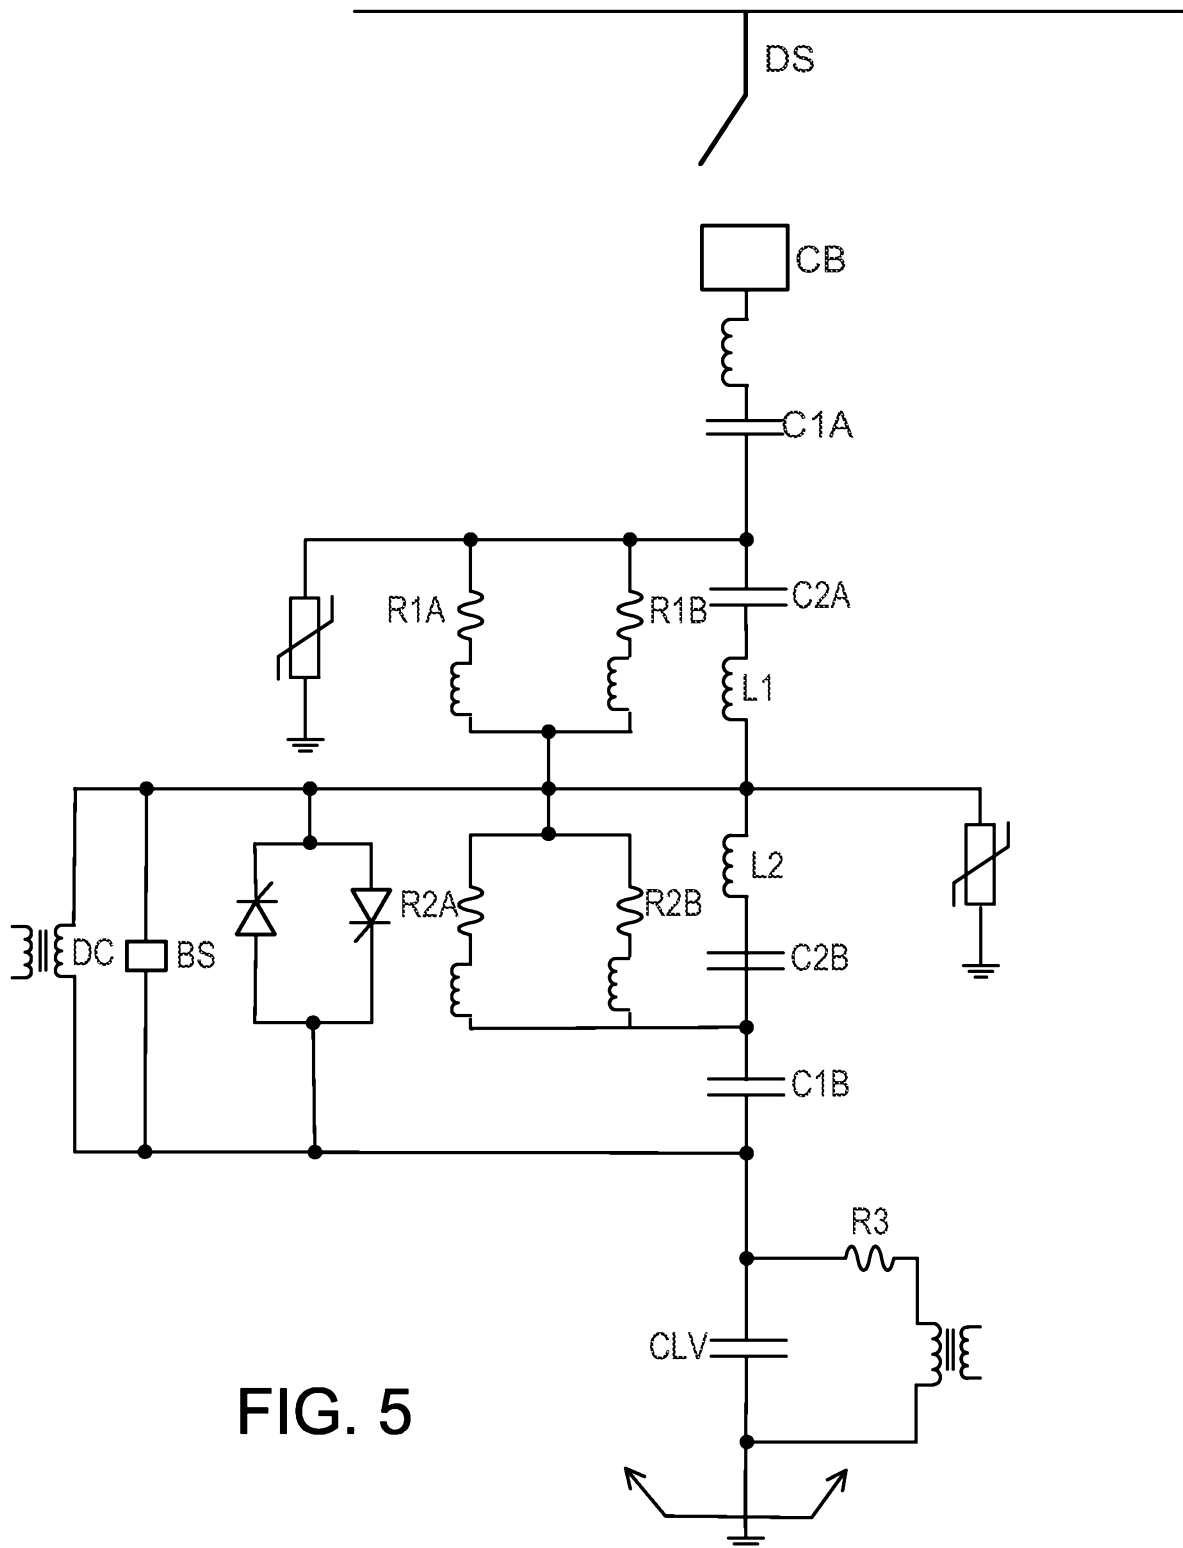 DS
CB
C1A
R1A
R1B
C2A
L1
L2
R2A
R2B
DC
BS
C2B
C1B
R3
CLV
FIG. 5